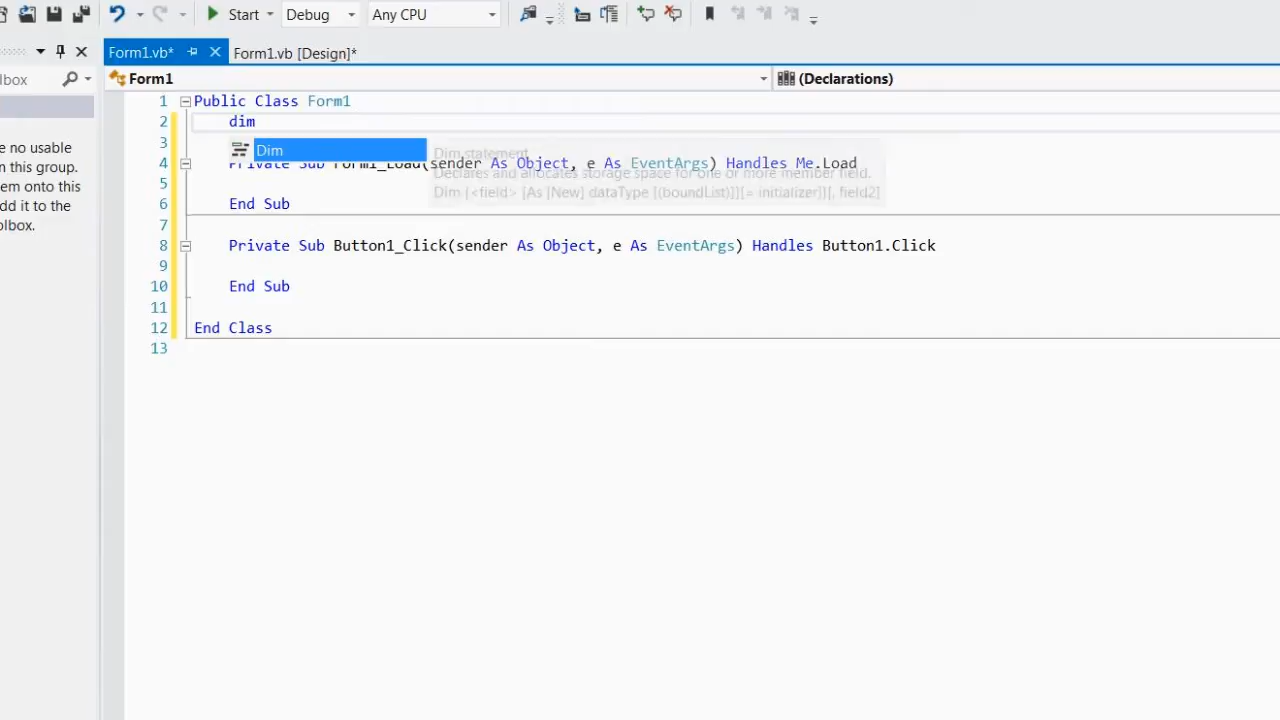 Start Debug Any CPU
Form1.vb* Form1.vb [Design]*
lbox
Form1 (Declarations)
e no usable
n this group.
em onto this
dd it to the
olbox.
1 Public Class Form1
2 dim
Dim
Dim statement
Declares and allocates storage space for one or more member field.
Dim [<field> [As [New] dataType [(boundList)]][= initializer]], field2]
3
4 Private Sub Form1_Load(sender As Object, e As EventArgs) Handles Me.Load
5
6 End Sub
7
8 Private Sub Button1_Click(sender As Object, e As EventArgs) Handles Button1.Click
9
10 End Sub
11
12 End Class
13